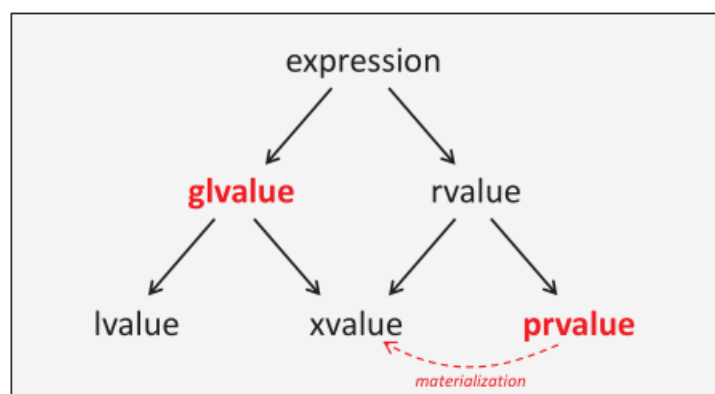 expression
glvalue rvalue
lvalue xvalue prvalue
materialization